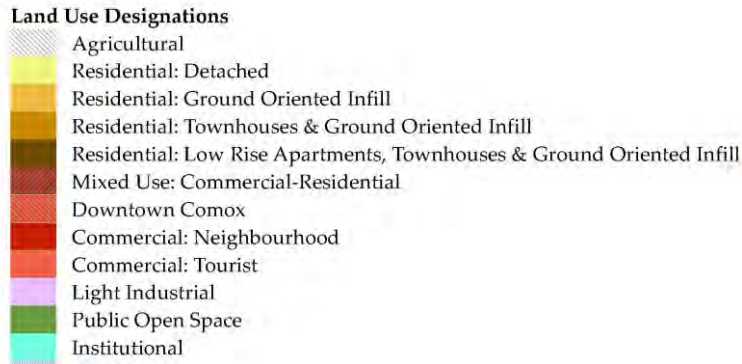 Land Use Designations
Agricultural
Residential: Detached
Residential: Ground Oriented Infill
Residential: Townhouses & Ground Oriented Infill
Residential: Low Rise Apartments, Townhouses & Ground Oriented Infill
Mixed Use: Commercial-Residential
Downtown Comox
Commercial: Neighbourhood
Commercial: Tourist
Light Industrial
Public Open Space
Institutional